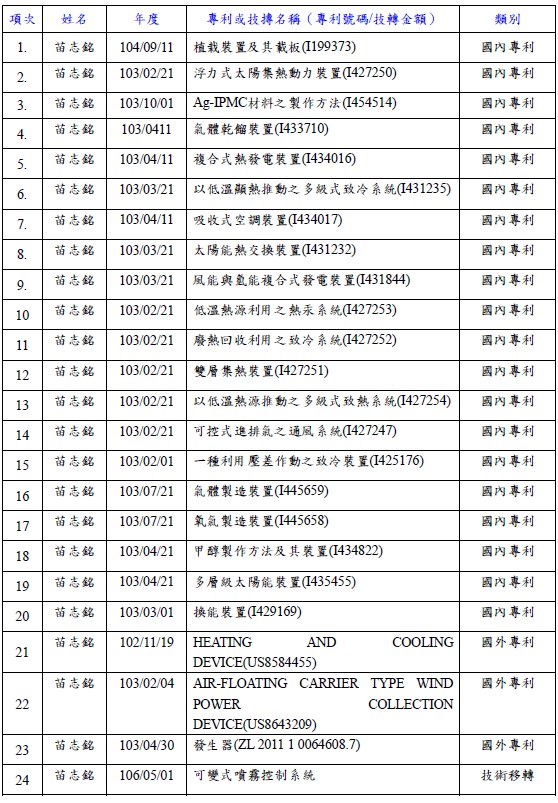 項次 姓名 年度 專利或技摶名稱（專利號碼/技轉金額） 類別
1. 苗志銘 104/09/11 植栽裝置及其載板(I199373) 國內專利
2. 苗志銘 103/02/21 浮力式太陽集熱動力裝置(I427250) 國內專利
3. 苗志銘 103/10/01 Ag-IPMC材料之製作方法(I454514) 國內專利
4. 苗志銘 103/0411 氣體乾餾裝置(I433710) 國內專利
5. 苗志銘 103/04/11 複合式熱發電裝置(I434016) 國內專利
6. 苗志銘 103/03/21 以低溫顯熱推動之多級式致冷系統(I431235) 國內專利
7. 苗志銘 103/04/11 吸收式空調裝置(I434017) 國內專利
8. 苗志銘 103/03/21 太陽能熱交換裝置(I431232) 國內專利
9. 苗志銘 103/03/21 風能與氫能複合式發電裝置(I431844) 國內專利
10 苗志銘 103/02/21 低溫熱源利用之熱汞系統(I427253) 國內專利
11 苗志銘 103/02/21 廢熱回收利用之致冷系統(I427252) 國內專利
12 苗志銘 103/02/21 雙層集熱裝置(I427251) 國內專利
13 苗志銘 103/02/21 以低溫熱源推動之多級式致熱系統(I427254) 國內專利
14 苗志銘 103/02/21 可控式進排氣之通風系統(I427247) 國內專利
15 苗志銘 103/02/01 一種利用壓差作動之致冷裝置(I425176) 國內專利
16 苗志銘 103/07/21 氣體製造裝置(I445659) 國內專利
17 苗志銘 103/07/21 氧氣製造裝置(I445658) 國內專利
18 苗志銘 103/04/21 甲醇製作方法及其裝置(I434822) 國內專利
19 苗志銘 103/04/21 多層級太陽能裝置(I435455) 國內專利
20 苗志銘 103/03/01 換能裝置(I429169) 國內專利
21 苗志銘 102/11/19 HEATING AND COOLING 國外專利
DEVICE(US8584455)
22 苗志銘 103/02/04 AIR-FLOATING CARRIER TYPE WIND 國外專利
POWER COLLECTION
DEVICE(US8643209)
23 苗志銘 103/04/30 發生器(ZL 2011 1 0064608.7) 國外專利
24 苗志銘 106/05/01 可變式噴霧控制系統 技術移轉